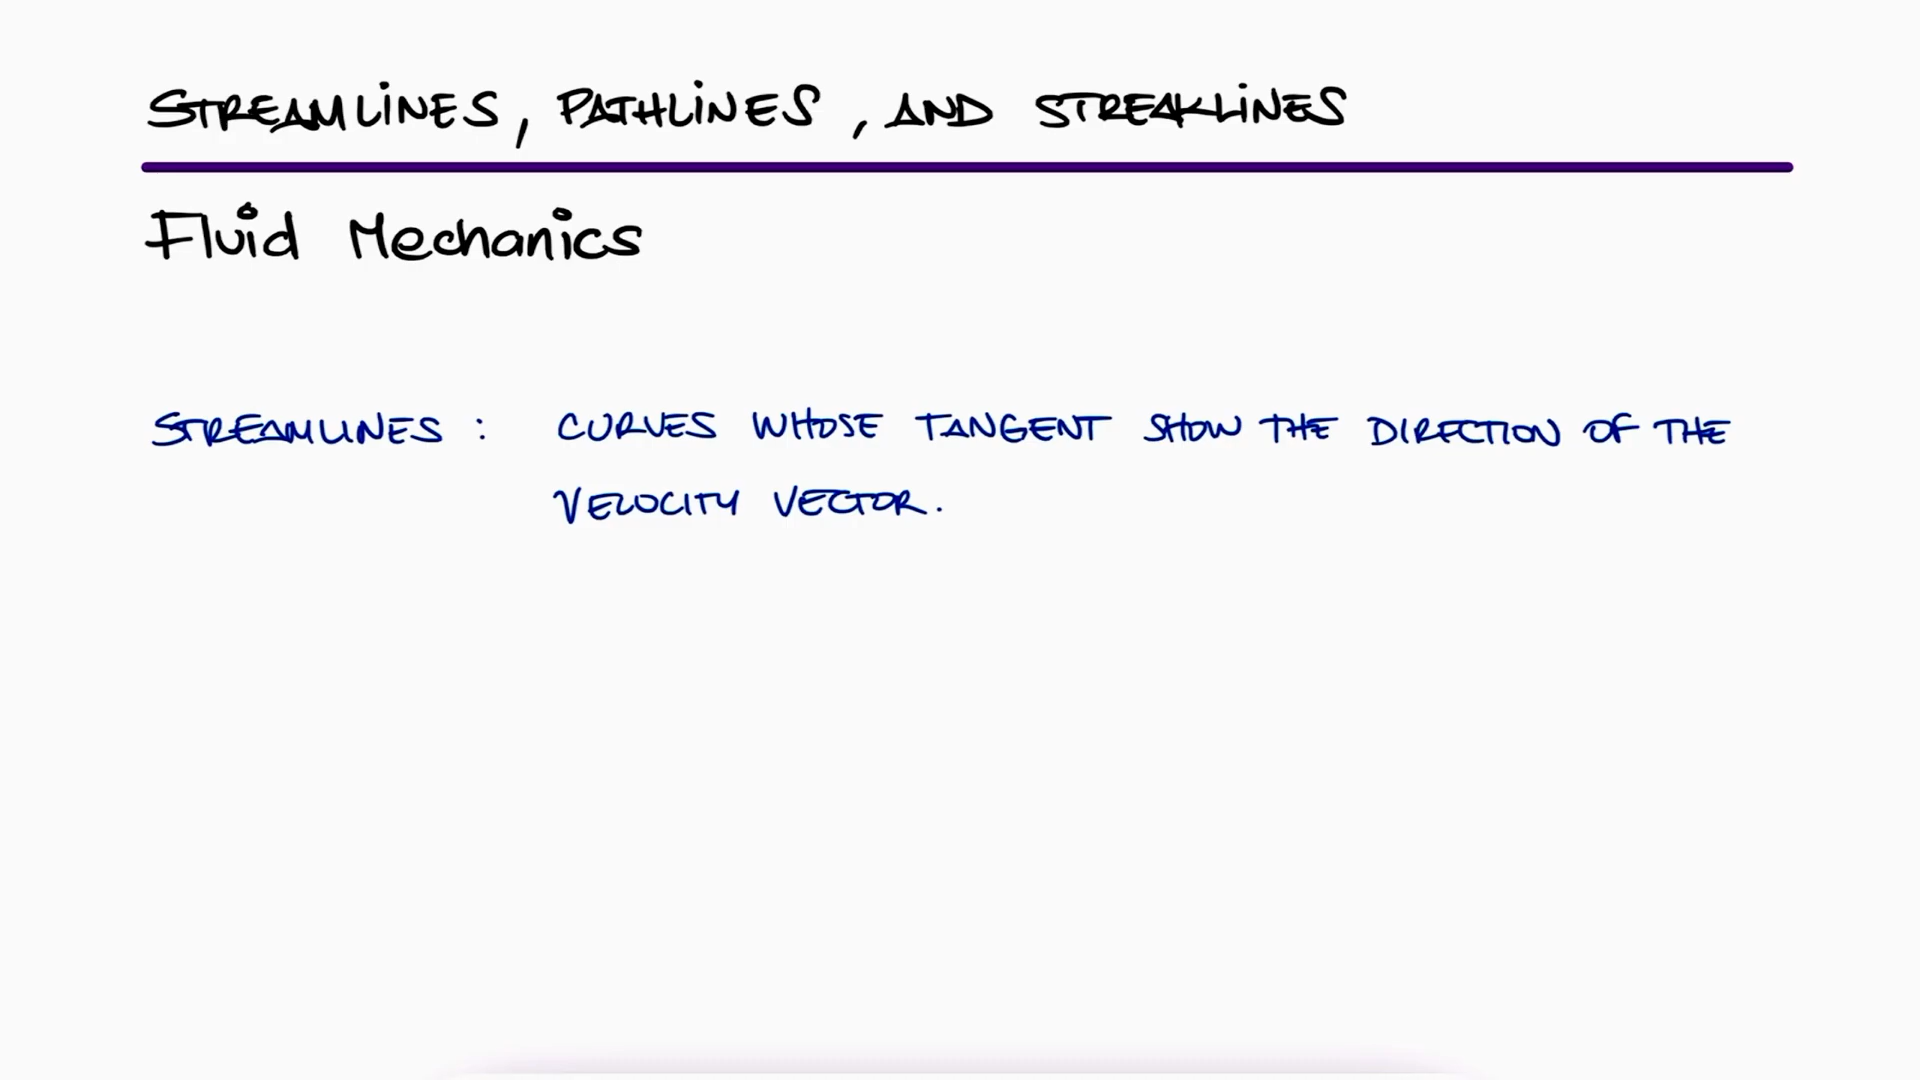 STREAMLINES, PATHLINES, AND STREAKLINES
Fluid Mechanics
STREAMLINES : CURVES WHOSE TANGENT SHOW THE DIRECTION OF THE
VELOCITY VECTOR.